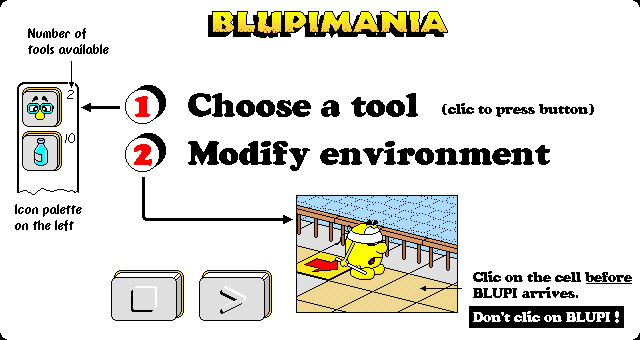 BLUPIMANIA
Number of
tools available
2
1 Choose a tool (clic to press button)
10
2 Modify environment
Icon palette
on the left
Clic on the cell before
BLUPI arrives.
Don't clic on BLUPI !